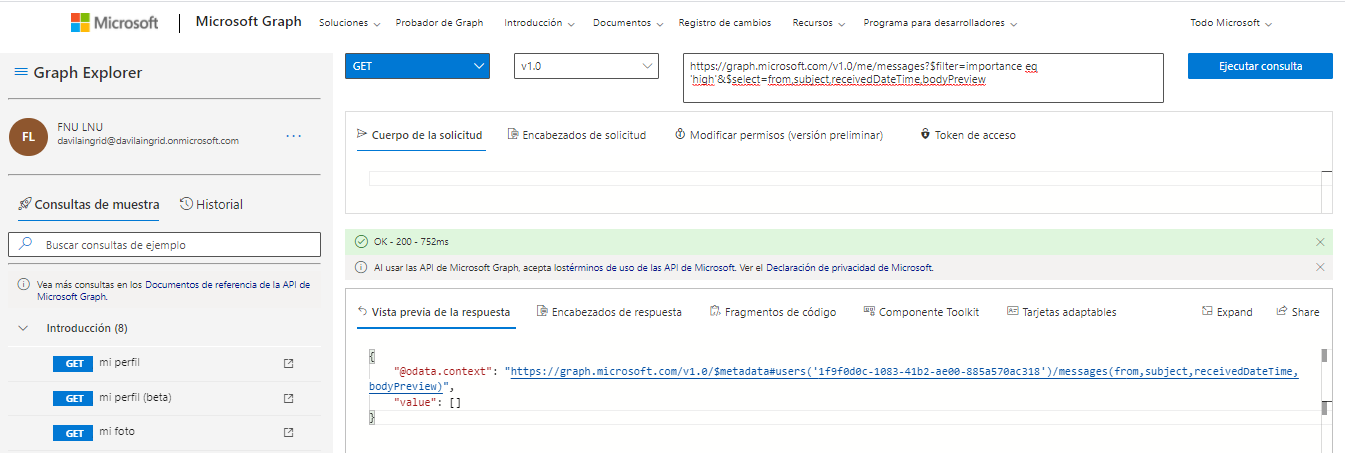 Microsoft
Microsoft Graph
Soluciones
Probador de Graph
Introducción
Documentos
Registro de cambios
Recursos
Programa para desarrolladores
Todo Microsoft
Graph Explorer
FL
FNU LNU
davilaingrid@davilaingrid.onmicrosoft.com
...
Consultas de muestra
Historial
Buscar consultas de ejemplo
Vea más consultas en los Documentos de referencia de la API de
Microsoft Graph.
Introducción (8)
GET mi perfil
GET mi perfil (beta)
GET mi foto
GET
v1.0
https://graph.microsoft.com/v1.0/me/messages?$filter=importance eq
'high'&$select=from,subject,receivedDateTime,bodyPreview
Ejecutar consulta
Cuerpo de la solicitud
Encabezados de solicitud
Modificar permisos (versión preliminar)
Token de acceso
OK - 200 - 752ms
Al usar las API de Microsoft Graph, acepta lostérminos de uso de las API de Microsoft. Ver el Declaración de privacidad de Microsoft.
Vista previa de la respuesta
Encabezados de respuesta
Fragmentos de código
Componente Toolkit
Tarjetas adaptables
Expand
Share
{
"@odata.context": "https://graph.microsoft.com/v1.0/$metadata#users('1f9f0d0c-1083-41b2-ae00-885a570ac318')/messages(from,subject,receivedDateTime,
bodyPreview)",
"value": []
}